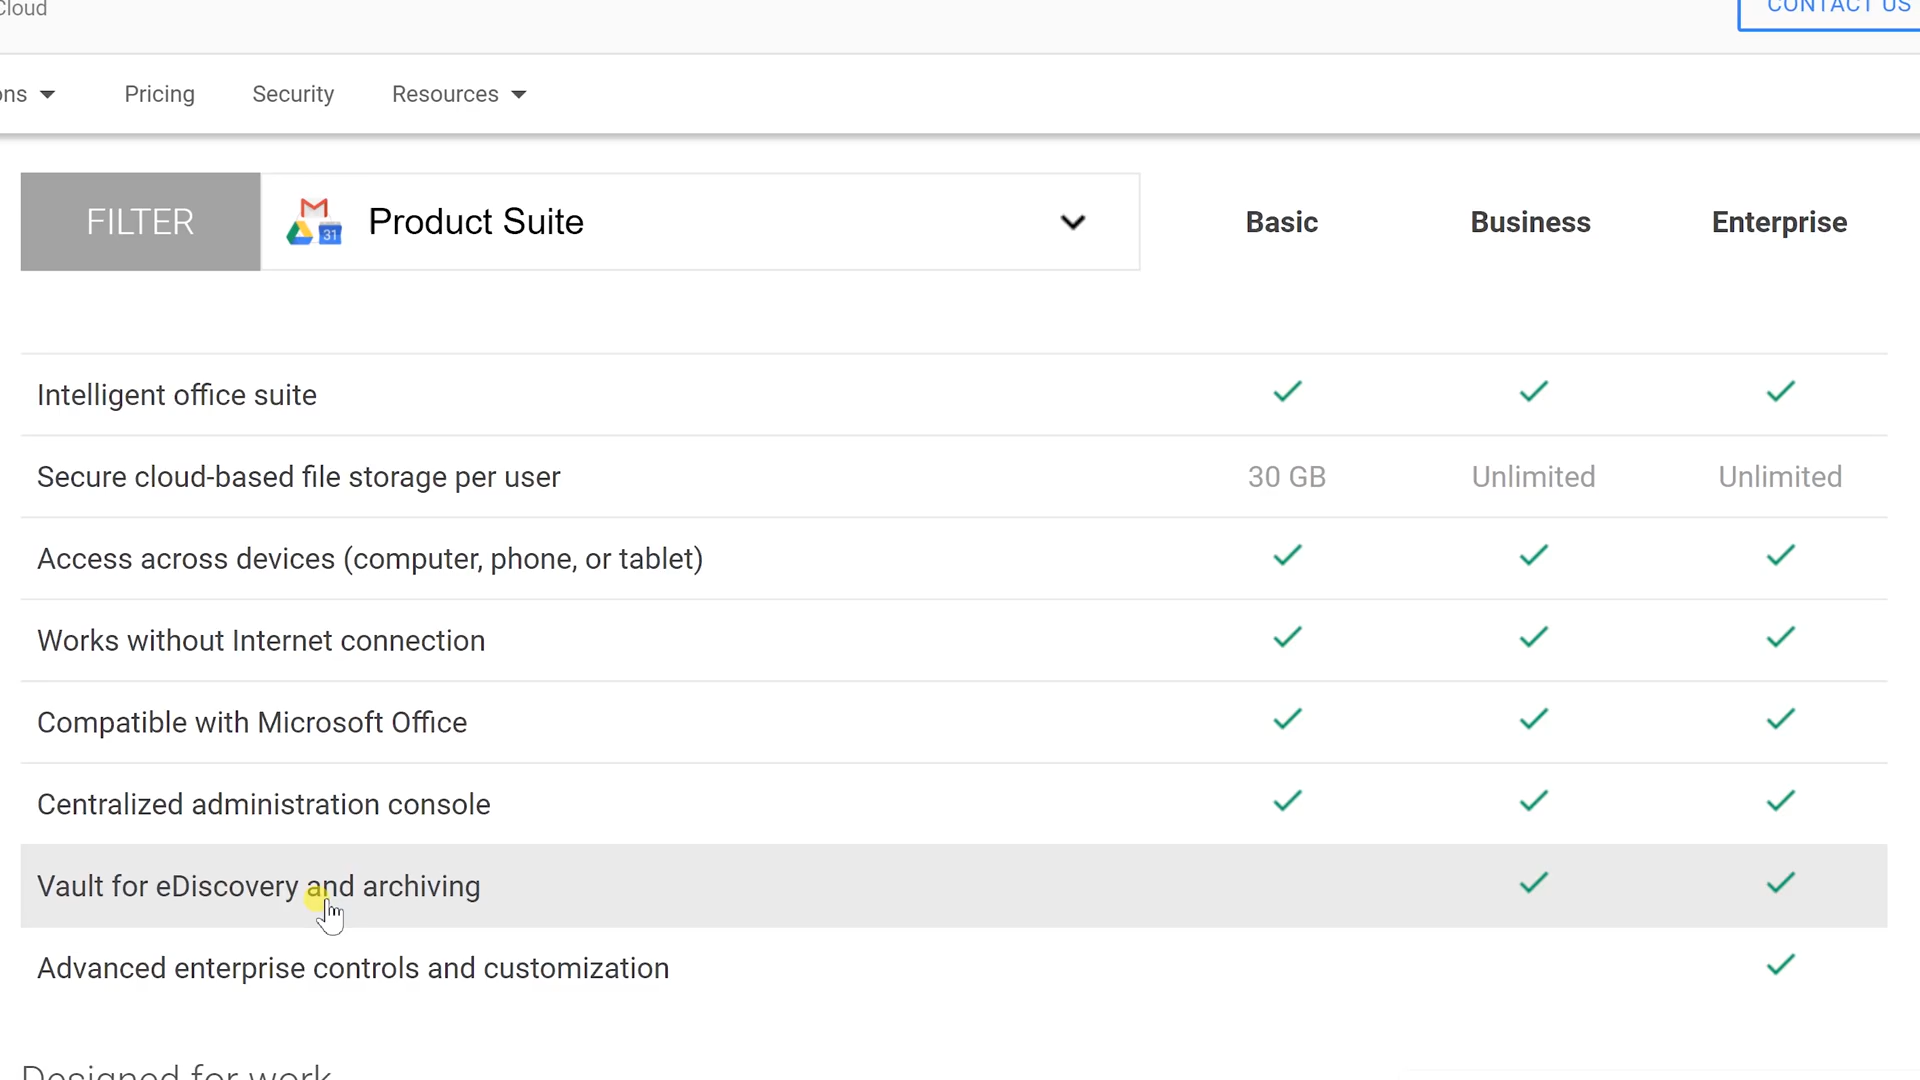 Cloud
CONTACT US
ons
Pricing
Security
Resources
FILTER
31
Product Suite
Basic
Business
Enterprise
Intelligent office suite
Secure cloud-based file storage per user
30 GB
Unlimited
Unlimited
Access across devices (computer, phone, or tablet)
Works without Internet connection
Compatible with Microsoft Office
Centralized administration console
Vault for eDiscovery and archiving
Advanced enterprise controls and customization
Designed for work